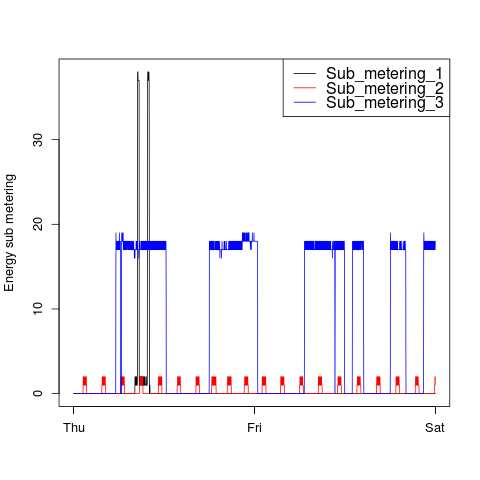 Sub_metering_1
Sub_metering_2
Sub_metering_3
Energy sub metering
30
20
10
0
Thu Fri Sat